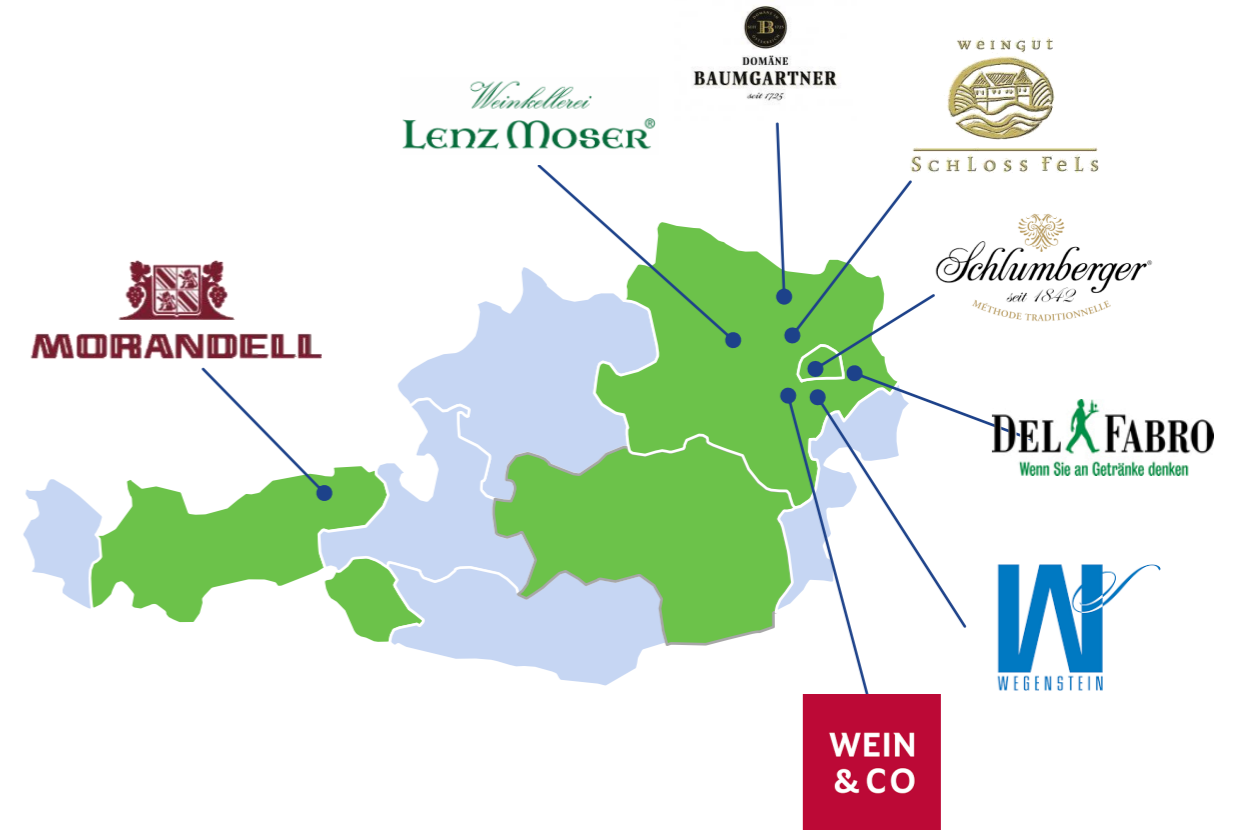 Weinkellerei
LENZ MOSER®
B
DOMÄNE
BAUMGARTNER
seit 1725
WEINGUT
SCHLOSS FELS
Schlumberger®
seit 1842
MÉTHODE TRADITIONNELLE
MORANDELL
DEL FABRO
Wenn Sie an Getränke denken
W
WEGENSTEIN
WEIN
& CO